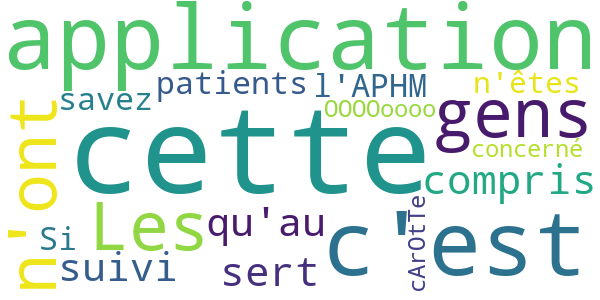 application
patients l'APHM n'êtes
savez OOOOoooo gens
cette concerné
n'ont compris
Les qu'au c'est
Si cArOtTe
suivi sert